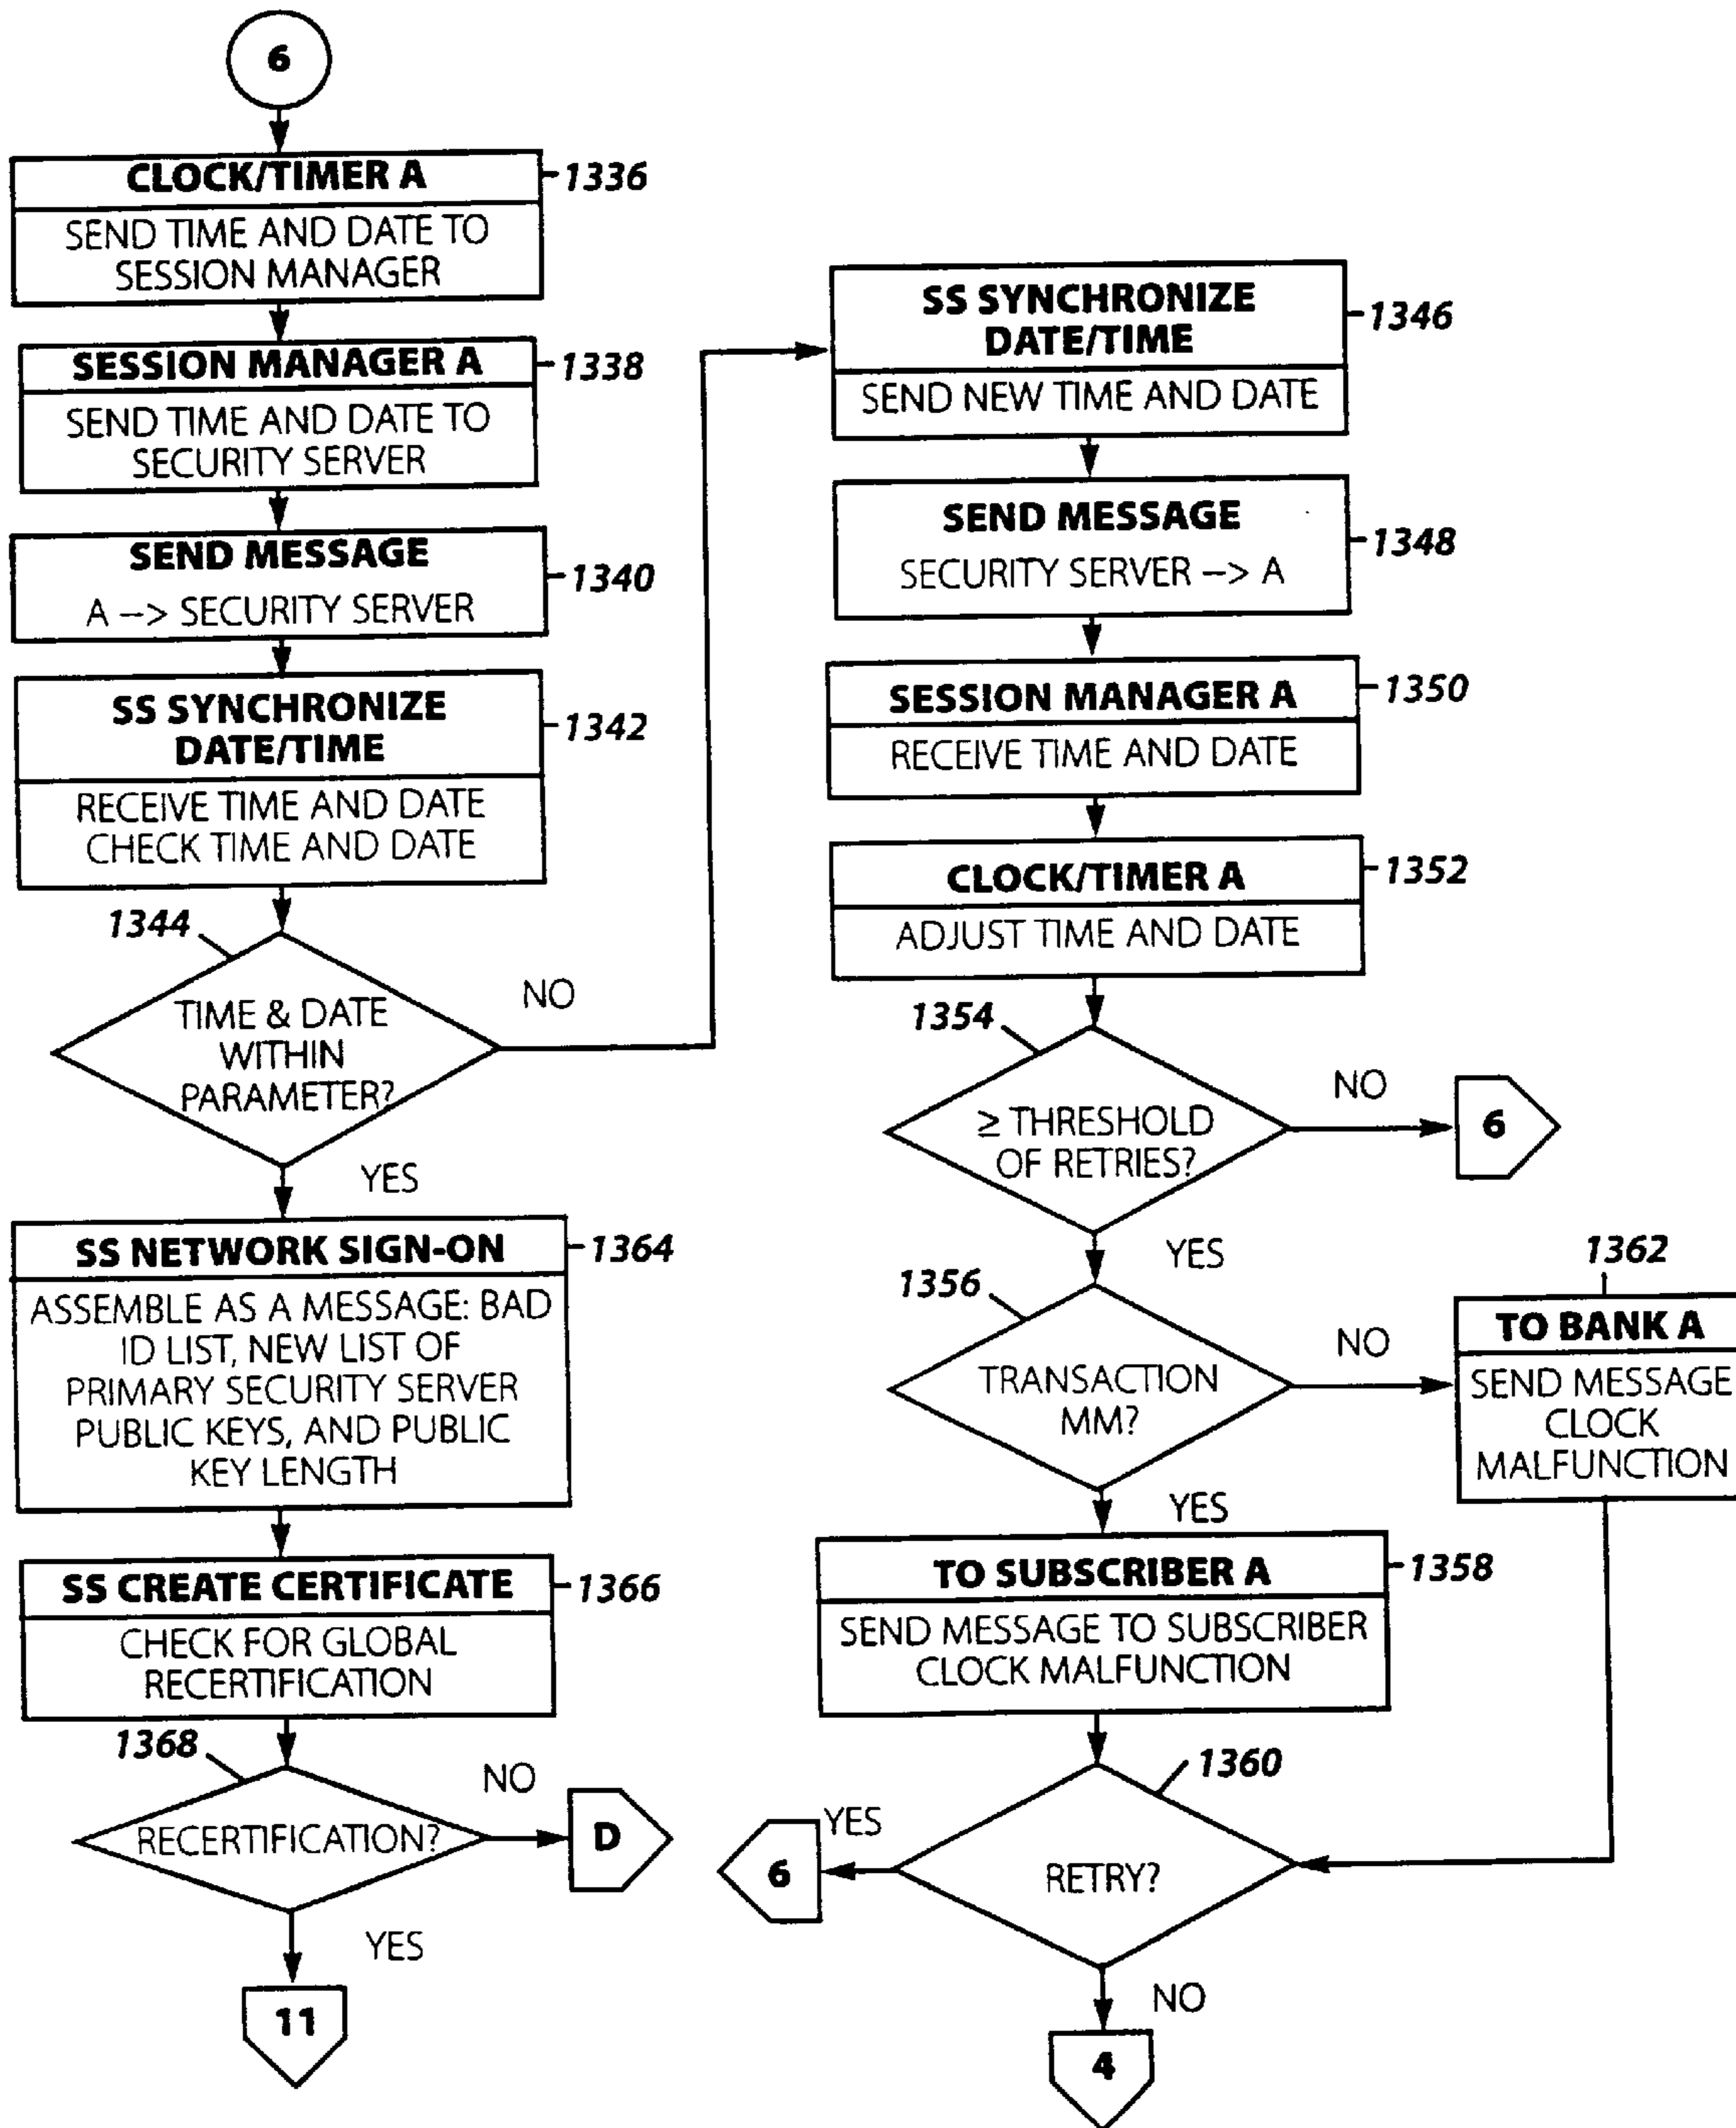 6
CLOCK/TIMER A
1336
SEND TIME AND DATE TO
SESSION MANAGER
SESSION MANAGER A
1338
SEND TIME AND DATE TO
SECURITY SERVER
SEND MESSAGE
1340
A --> SECURITY SERVER
SS SYNCHRONIZE
DATE/TIME
1342
RECEIVE TIME AND DATE
CHECK TIME AND DATE
1344
TIME & DATE
WITHIN
PARAMETER?
NO
YES
SS NETWORK SIGN-ON
1364
ASSEMBLE AS A MESSAGE: BAD
ID LIST, NEW LIST OF
PRIMARY SECURITY SERVER
PUBLIC KEYS, AND PUBLIC
KEY LENGTH
SS CREATE CERTIFICATE
1366
CHECK FOR GLOBAL
RECERTIFICATION
1368
RECERTIFICATION?
NO
D
YES
11
SS SYNCHRONIZE
DATE/TIME
1346
SEND NEW TIME AND DATE
SEND MESSAGE
1348
SECURITY SERVER --> A
SESSION MANAGER A
1350
RECEIVE TIME AND DATE
CLOCK/TIMER A
1352
ADJUST TIME AND DATE
1354
≥ THRESHOLD
OF RETRIES?
NO
6
YES
1356
TRANSACTION
MM?
NO
1362
TO BANK A
SEND MESSAGE
CLOCK
MALFUNCTION
YES
TO SUBSCRIBER A
1358
SEND MESSAGE TO SUBSCRIBER
CLOCK MALFUNCTION
1360
RETRY?
YES
6
NO
4